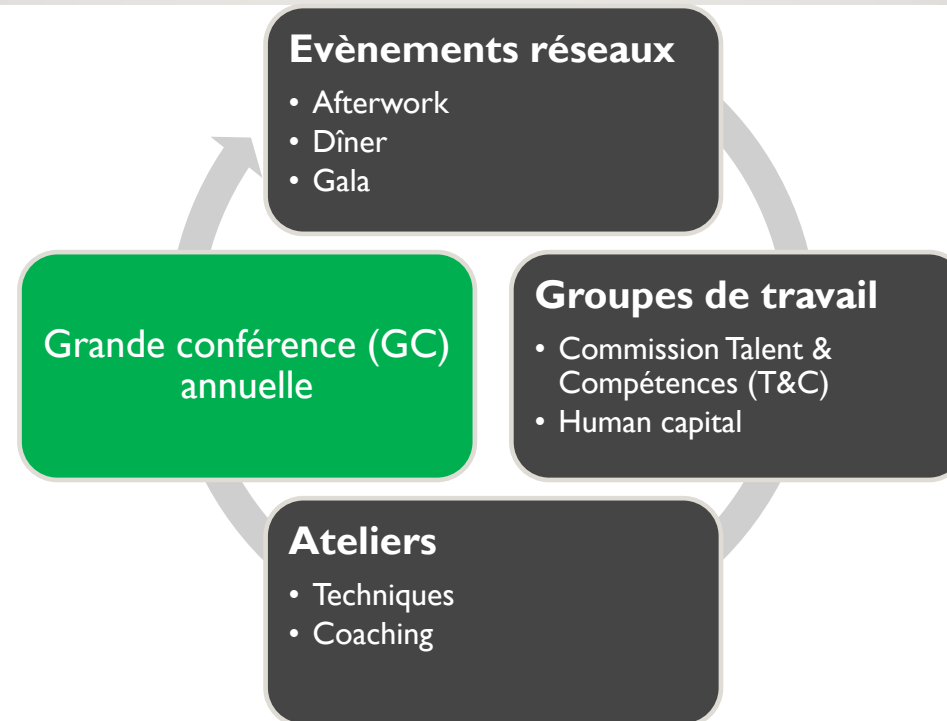 Evènements réseaux
• Afterwork
• Dîner
• Gala
Groupes de travail
• Commission Talent &
Compétences (T&C)
• Human capital
Ateliers
• Techniques
• Coaching
Grande conférence (GC)
annuelle